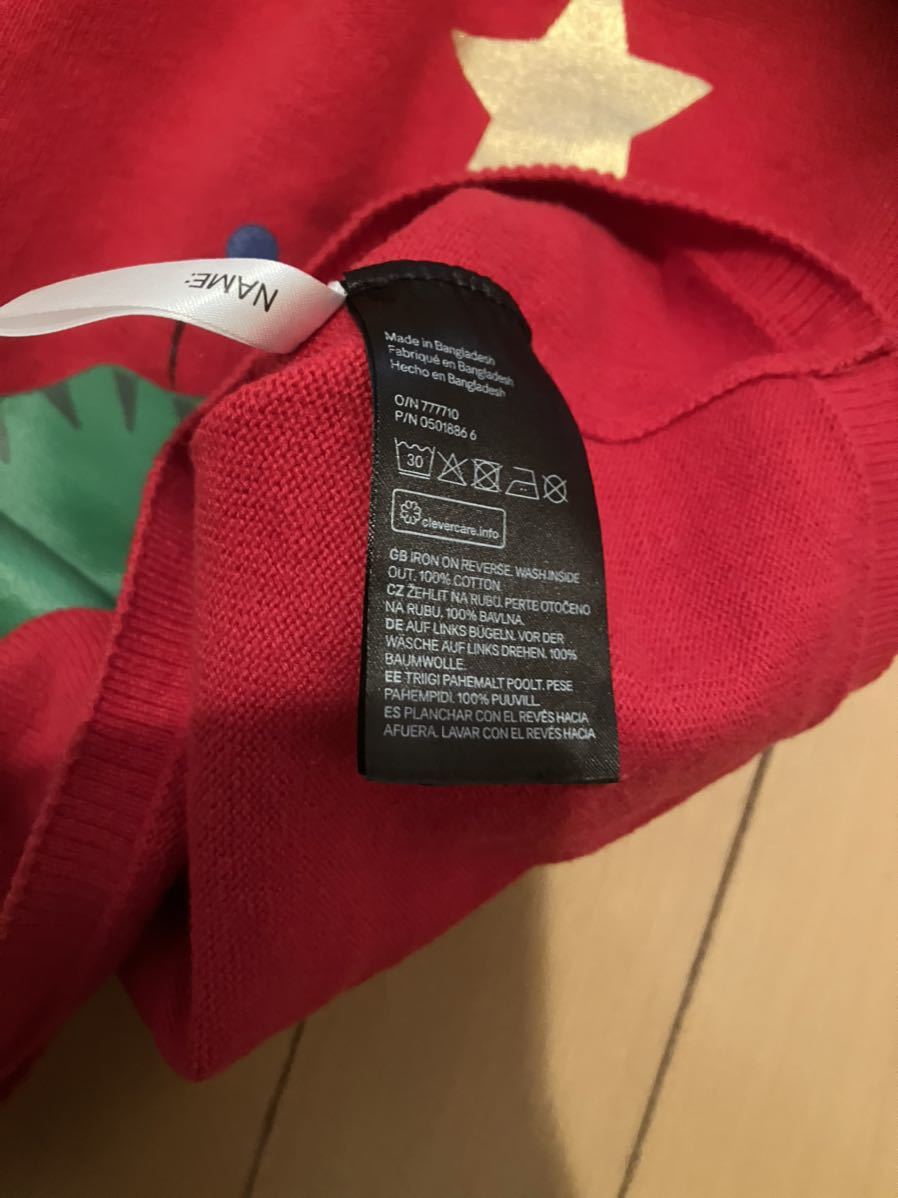 NAME:
Made in Bangladesh
Fabriqué en Bangladesh
Hecho en Bangladesh
O/N 777710
P/N 0501886 6
30
clevercare.info
GB IRON ON REVERSE. WASH INSIDE
OUT. 100% COTTON
CZ ŽEHLIT NA RUBU. PERTE OTOČENO
NA RUBU. 100% BAVLNA.
DE AUF LINKS BÜGELN. VOR DER
WÄSCHE AUF LINKS DREHEN. 100%
BAUMWOLLE.
EE TRIIGI PAHEMALT POOLT. PESE
PAHEMPIDI. 100% PUUVILL.
ES PLANCHAR CON EL REVÉS HACIA
AFUERA. LAVAR CON EL REVÉS HACIA